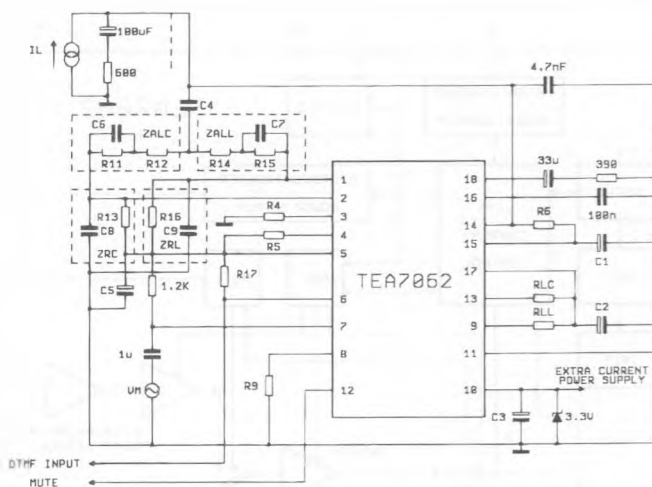 IL
100uF
600
C4
4.7nF
C6
ZALC
ZALL
C7
R11
R12
R14
R15
33u
390
1
18
2
16
100n
R13
R16
R4
3
14
R6
C8
C9
4
15
C1
R5
ZRC
ZRL
5
TEA7062
17
C5
1.2K
R17
6
13
RLC
7
9
RLL
C2
1u
8
11
VM
R9
12
10
EXTRA CURRENT
POWER SUPPLY
C3
3.3V
DTMF INPUT
MUTE